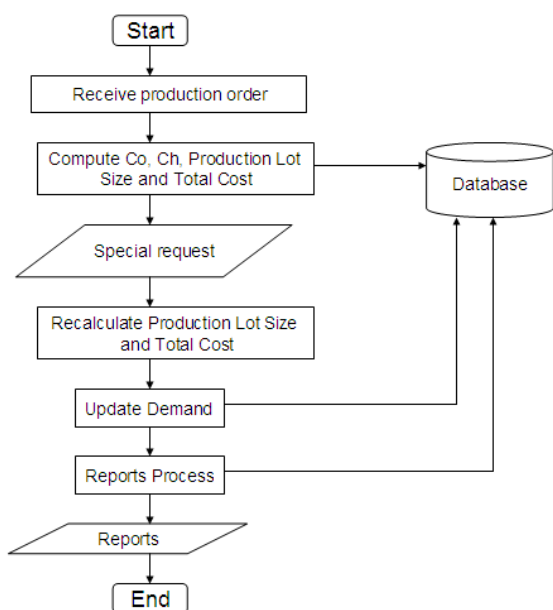 Start
Receive production order
Compute Co, Ch, Production Lot
Size and Total Cost
Database
Special request
Recalculate Production Lot Size
and Total Cost
Update Demand
Reports Process
Reports
End